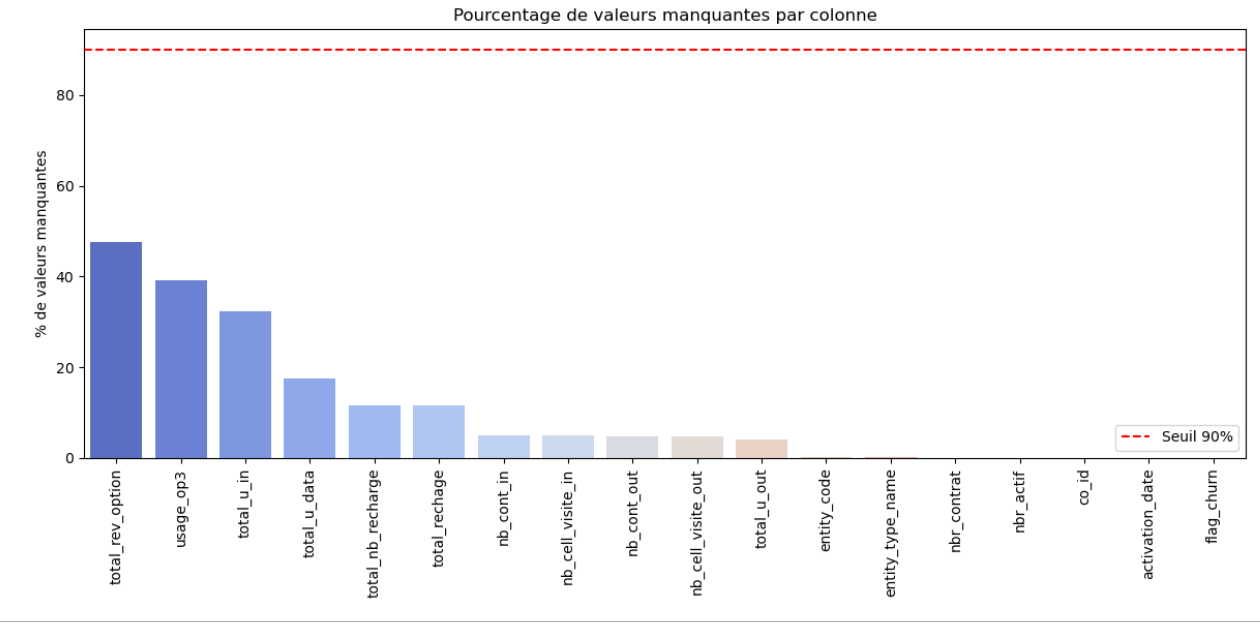 Pourcentage de valeurs manquantes par colonne
% de valeurs manquantes
80
60
40
20
0
Seuil 90%
total_rev_option
usage_op3
total_u_in
total_u_data
total_nb_recharge
total_rechage
nb_cont_in
nb_cell_visite_in
nb_cont_out
nb_cell_visite_out
total_u_out
entity_code
entity_type_name
nbr_contrat
nbr_actif
co_id
activation_date
flag_churn